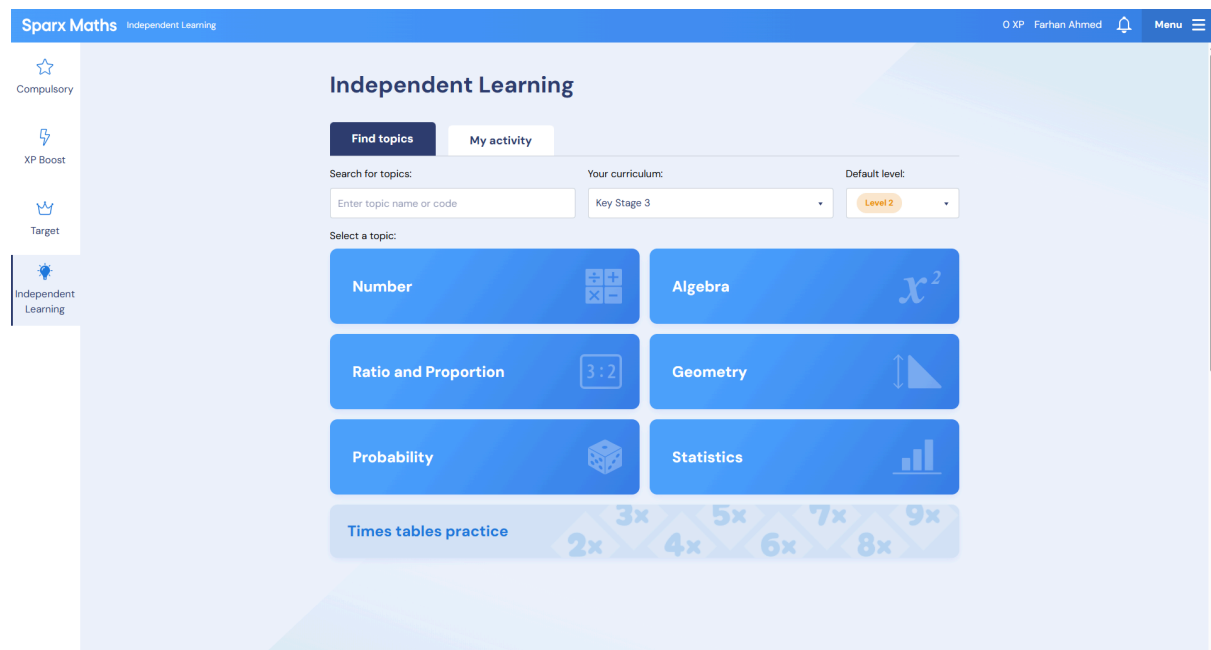 Sparx Maths Independent Learning 0 XP Farhan Ahmed Menu
Compulsory
XP Boost
Target
Independent
Learning
Independent Learning
Find topics My activity
Search for topics: Your curriculum: Default level:
Enter topic name or code Key Stage 3 Level 2
Select a topic:
Number Algebra x²
Ratio and Proportion 3:2 Geometry
Probability Statistics
Times tables practice 2x 3x 4x 5x 6x 7x 8x 9x